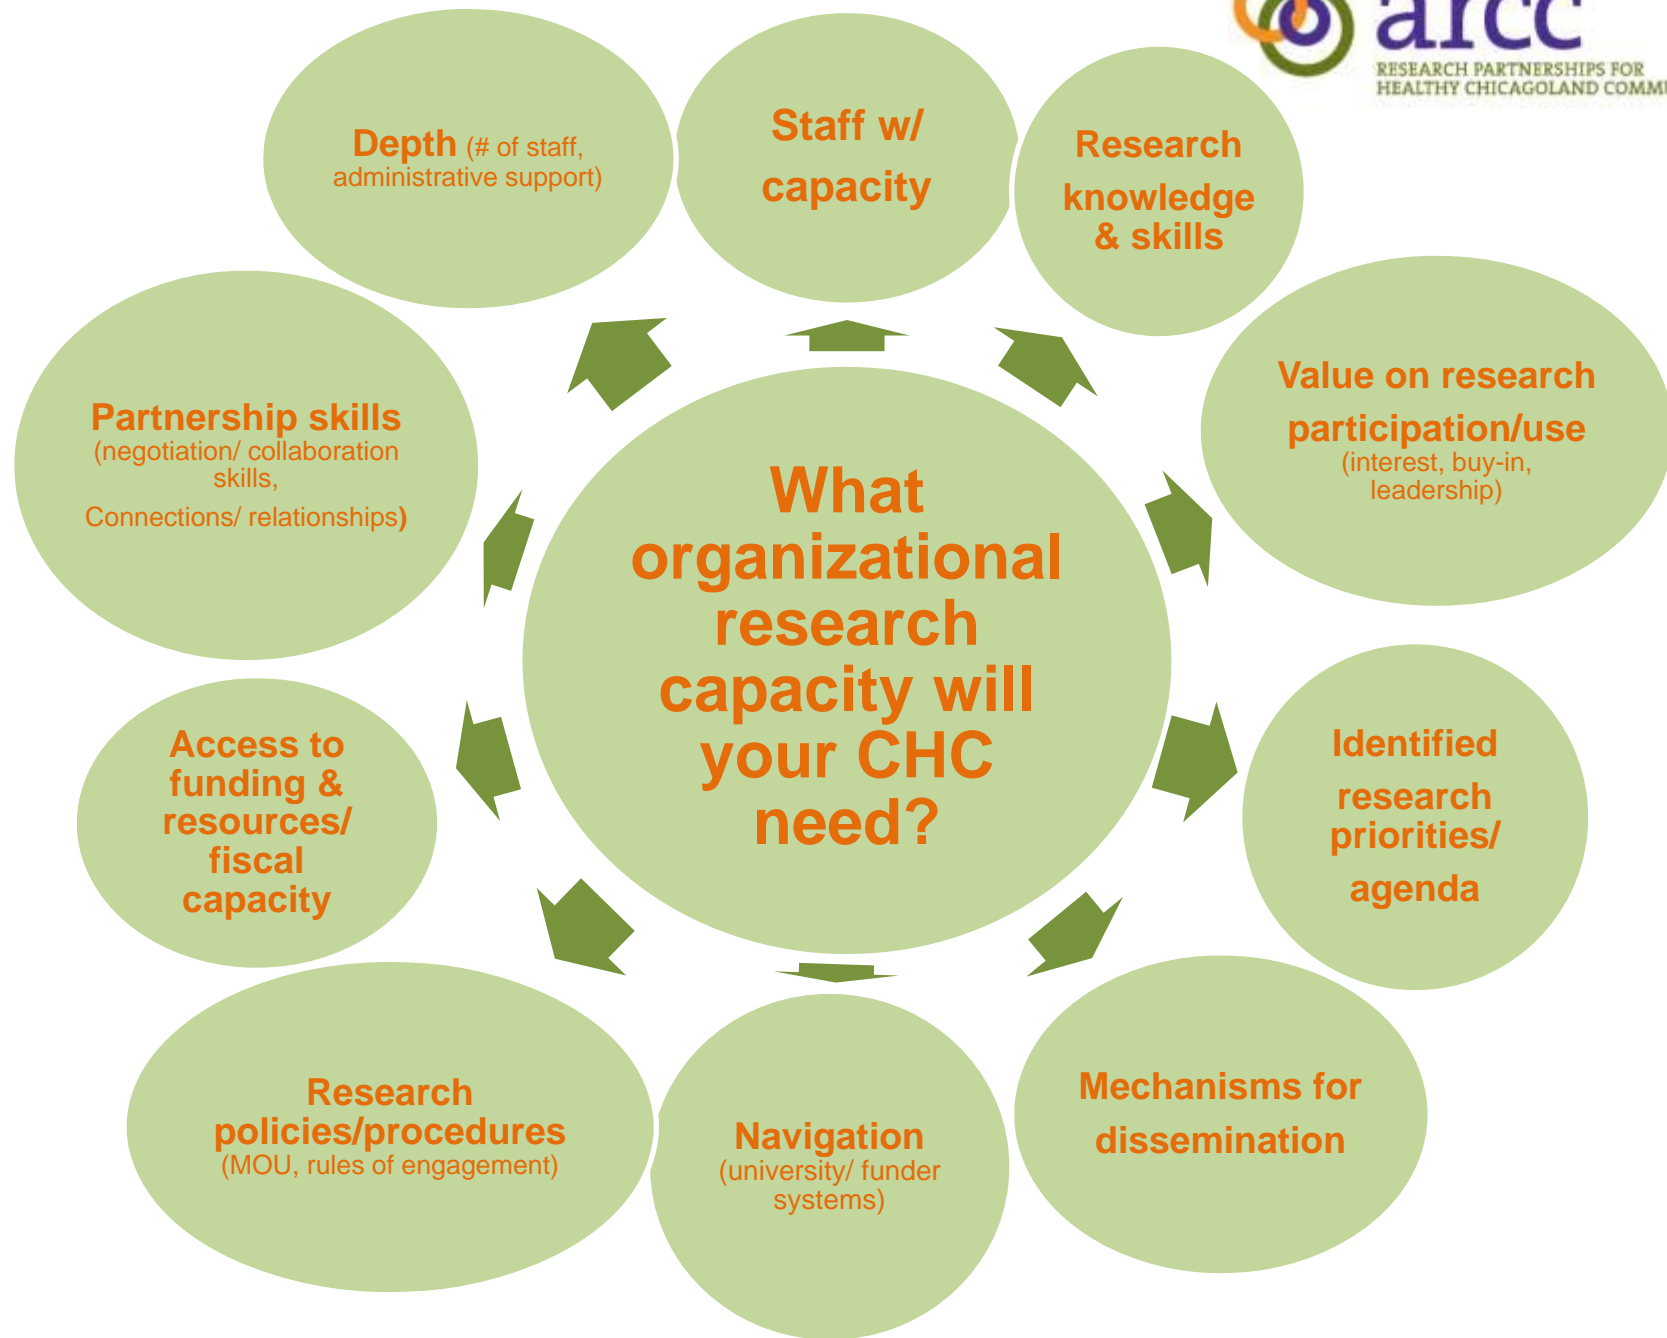 arcc
RESEARCH PARTNERSHIPS FOR
HEALTHY CHICAGOLAND
Depth (# of staff,
administrative support)
Staff w/
capacity
Research
knowledge
& skills
Value on research
participation/use
(interest, buy-in,
leadership)
Partnership skills
(negotiation/ collaboration
skills,
Connections/ relationships)
What
organizational
research
capacity will
your CHC
need?
Access to
funding &
resources/
fiscal
capacity
Identified
research
priorities/
agenda
Research
policies/procedures
(MOU, rules of engagement)
Navigation
(university/ funder
systems)
Mechanisms for
dissemination